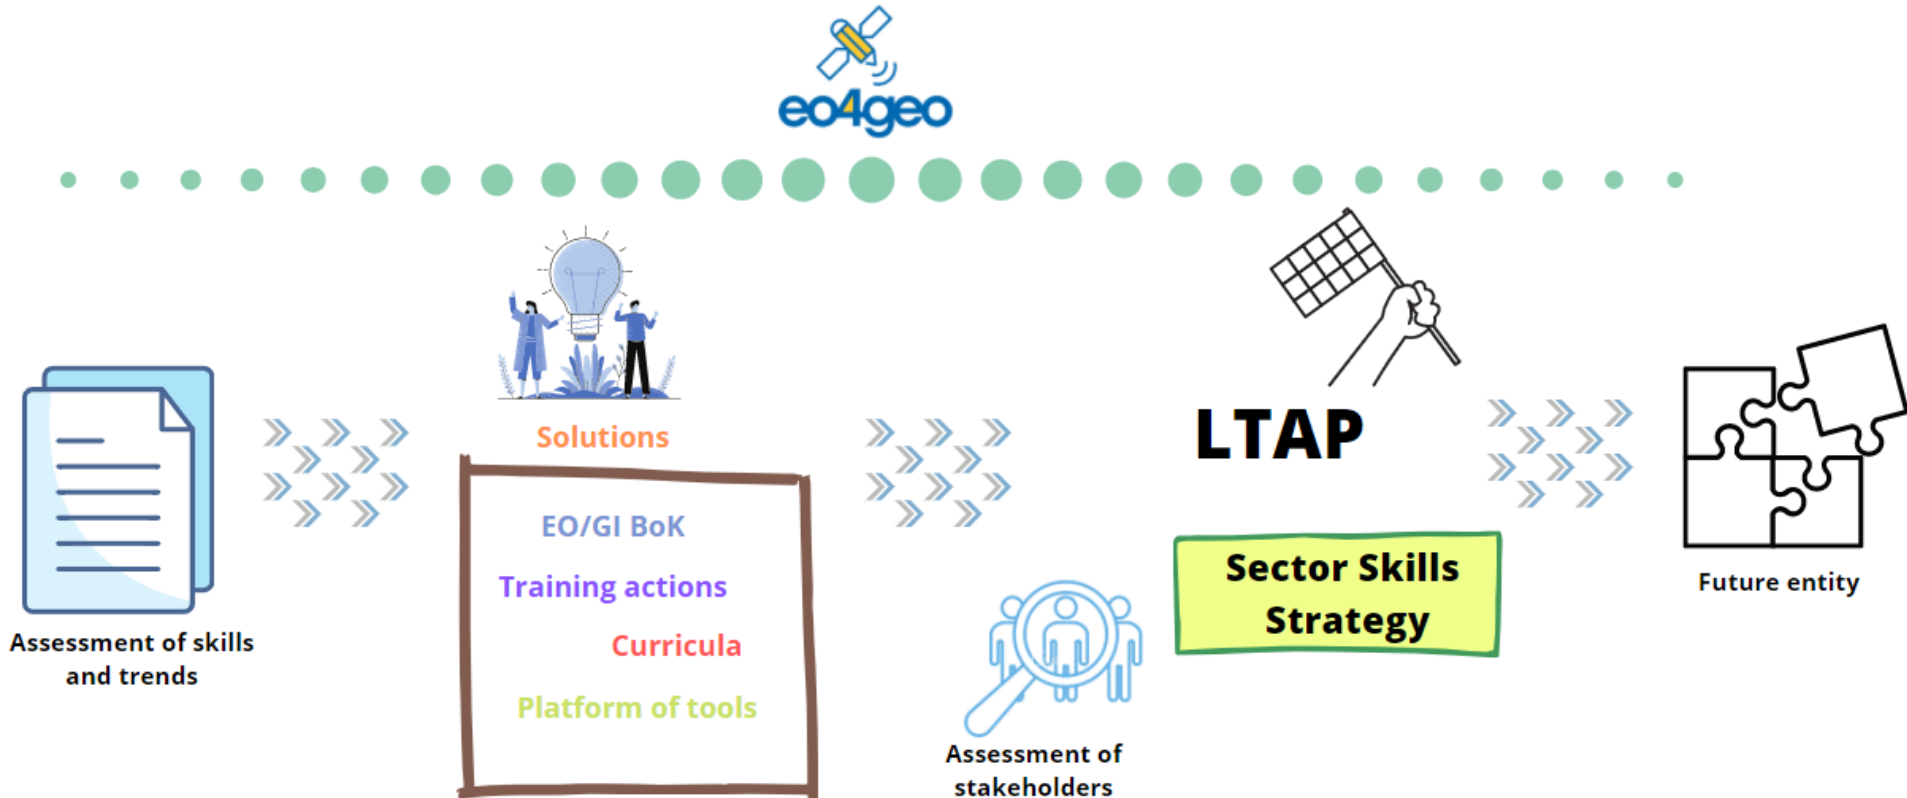 eo4geo
Assessment of skills
and trends
Solutions
EO/GI BoK
Training actions
Curricula
Platform of tools
Assessment of
stakeholders
LTAP
Sector Skills
Strategy
Future entity